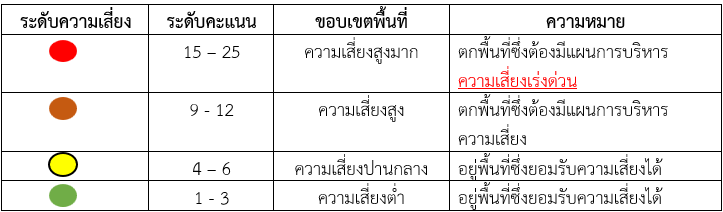 ระดับความเสี่ยง ระดับคะแนน ขอบเขตพื้นที่ ความหมาย
15 – 25 ความเสี่ยงสูงมาก ตกพื้นที่ซึ่งต้องมีแผนการบริหาร
ความเสี่ยงเร่งด่วน
9 - 12 ความเสี่ยงสูง ตกพื้นที่ซึ่งต้องมีแผนการบริหาร
ความเสี่ยง
4 – 6 ความเสี่ยงปานกลาง อยู่พื้นที่ซึ่งยอมรับความเสี่ยงได้
1 - 3 ความเสี่ยงต่ำ อยู่พื้นที่ซึ่งยอมรับความเสี่ยงได้